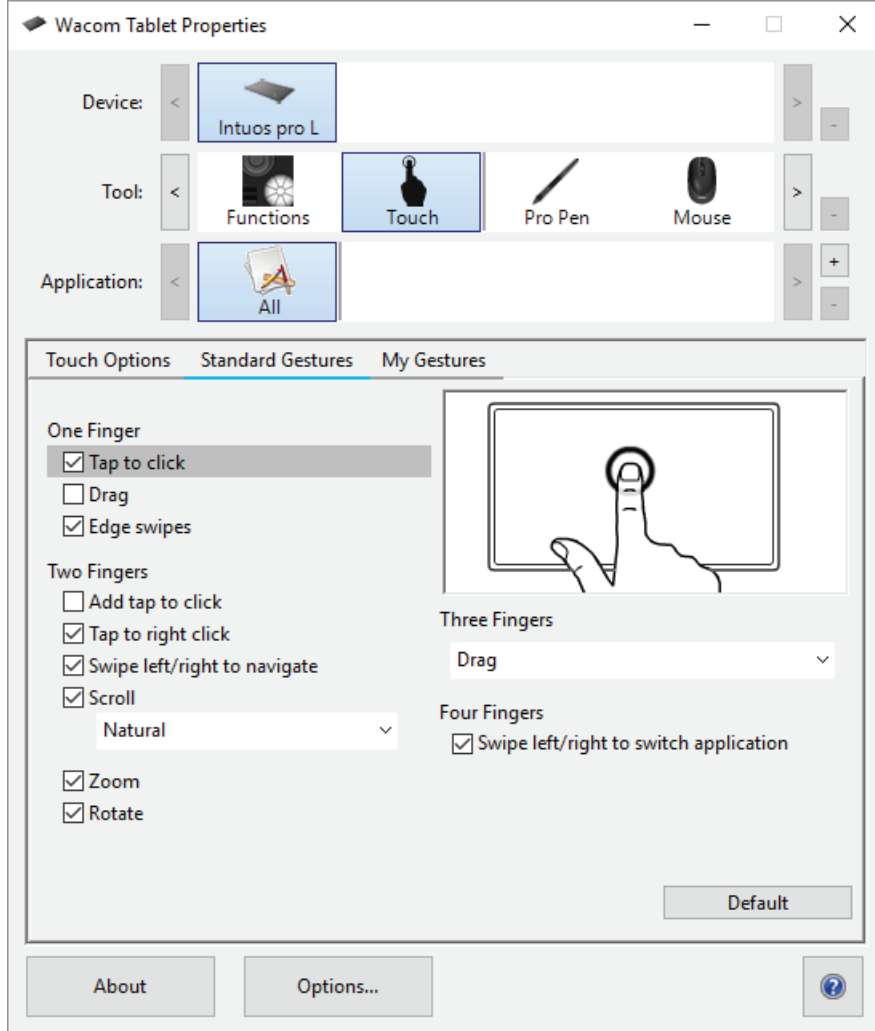 Wacom Tablet Properties
Device:
<
Intuos pro L
>
-
Tool:
<
Functions
Touch
Pro Pen
Mouse
>
-
Application:
<
All
>
+
-
Touch Options
Standard Gestures
My Gestures
One Finger
Tap to click
Drag
Edge swipes
Two Fingers
Add tap to click
Tap to right click
Swipe left/right to navigate
Scroll
Natural
Zoom
Rotate
Three Fingers
Drag
Four Fingers
Swipe left/right to switch application
Default
About
Options...
?